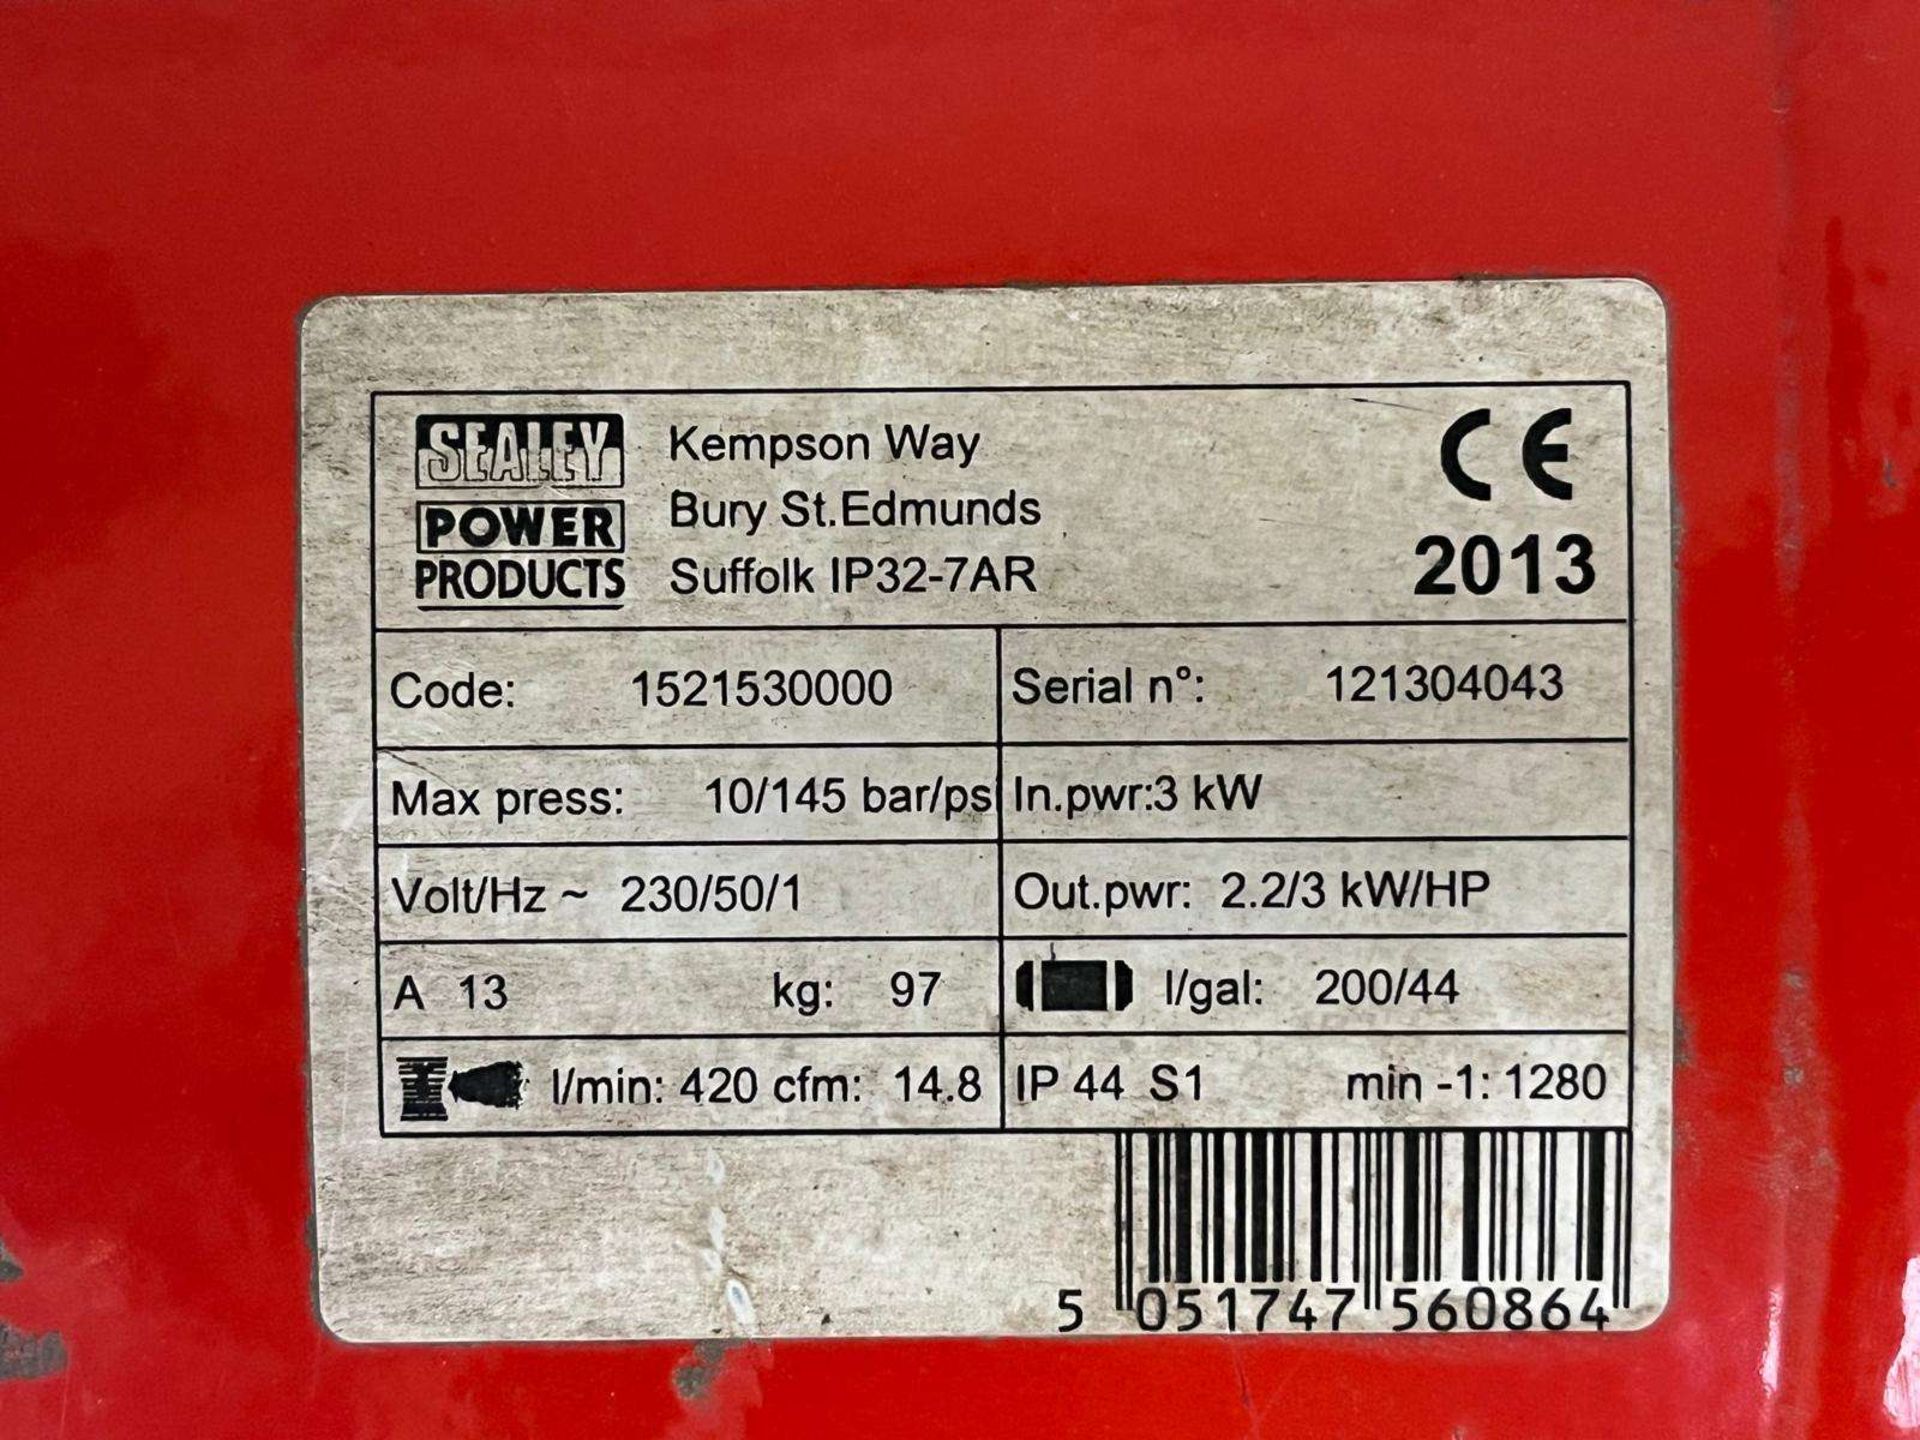 SEALEY
POWER
PRODUCTS
Kempson Way
Bury St.Edmunds
Suffolk IP32-7AR
CE
2013
Code: 1521530000
Serial n°: 121304043
Max press: 10/145 bar/ps
In.pwr:3 kW
Volt/Hz ~ 230/50/1
Out.pwr: 2.2/3 kW/HP
A 13 kg: 97
l/gal: 200/44
l/min: 420 cfm: 14.8
IP 44 S1 min -1: 1280
5 051747 560864